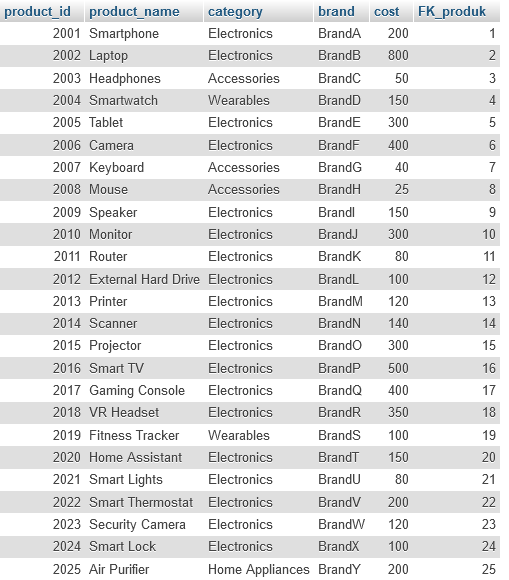 product_id product_name category brand cost FK_produk
2001 Smartphone Electronics BrandA 200 1
2002 Laptop Electronics BrandB 800 2
2003 Headphones Accessories BrandC 50 3
2004 Smartwatch Wearables BrandD 150 4
2005 Tablet Electronics BrandE 300 5
2006 Camera Electronics BrandF 400 6
2007 Keyboard Accessories BrandG 40 7
2008 Mouse Accessories BrandH 25 8
2009 Speaker Electronics BrandI 150 9
2010 Monitor Electronics BrandJ 300 10
2011 Router Electronics BrandK 80 11
2012 External Hard Drive Electronics BrandL 100 12
2013 Printer Electronics BrandM 120 13
2014 Scanner Electronics BrandN 140 14
2015 Projector Electronics BrandO 300 15
2016 Smart TV Electronics BrandP 500 16
2017 Gaming Console Electronics BrandQ 400 17
2018 VR Headset Electronics BrandR 350 18
2019 Fitness Tracker Wearables BrandS 100 19
2020 Home Assistant Electronics BrandT 150 20
2021 Smart Lights Electronics BrandU 80 21
2022 Smart Thermostat Electronics BrandV 200 22
2023 Security Camera Electronics BrandW 120 23
2024 Smart Lock Electronics BrandX 100 24
2025 Air Purifier Home Appliances BrandY 200 25